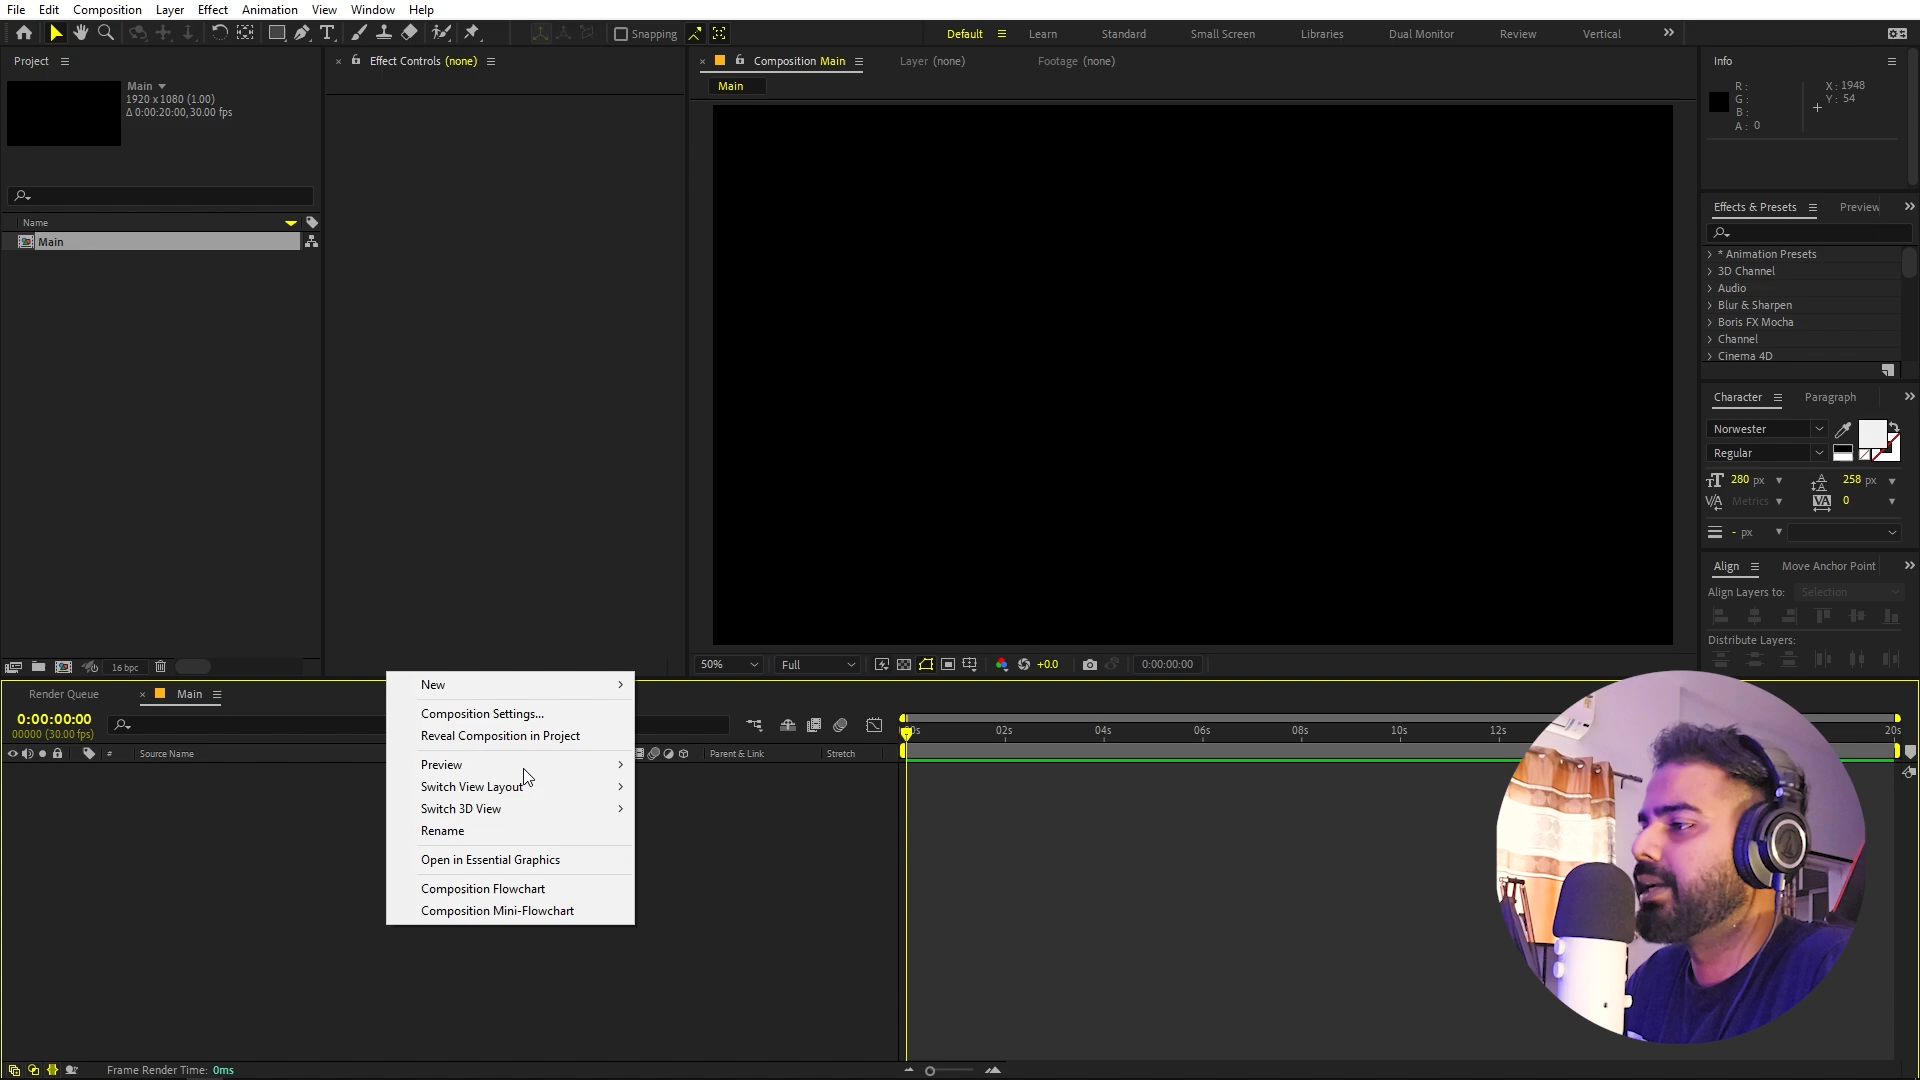 File Edit Composition Layer Effect Animation View Window Help
Snapping
Default Learn Standard Small Screen Libraries Dual Monitor Review Vertical
Project
Main
1920 x 1080 (1.00)
Δ 0:00:20:00, 30.00 fps
Name
Main
16 bpc
Effect Controls (none)
Composition Main Layer (none) Footage (none)
Main
50% Full +0.0 0:00:00:00
Info
R :
G :
B :
A : 0
X : 1948
Y : 54
Effects & Presets Preview
* Animation Presets
3D Channel
Audio
Blur & Sharpen
Boris FX Mocha
Channel
Cinema 4D
Character Paragraph
Norwester
Regular
280 px 258 px
Metrics 0
- px
Align Move Anchor Point
Align Layers to: Selection
Distribute Layers:
Render Queue Main
0:00:00:00
00000 (30.00 fps)
# Source Name Parent & Link Stretch
New
Composition Settings...
Reveal Composition in Project
Preview
Switch View Layout
Switch 3D View
Rename
Open in Essential Graphics
Composition Flowchart
Composition Mini-Flowchart
02s 04s 06s 08s 10s 12s 20s
Frame Render Time: 0ms